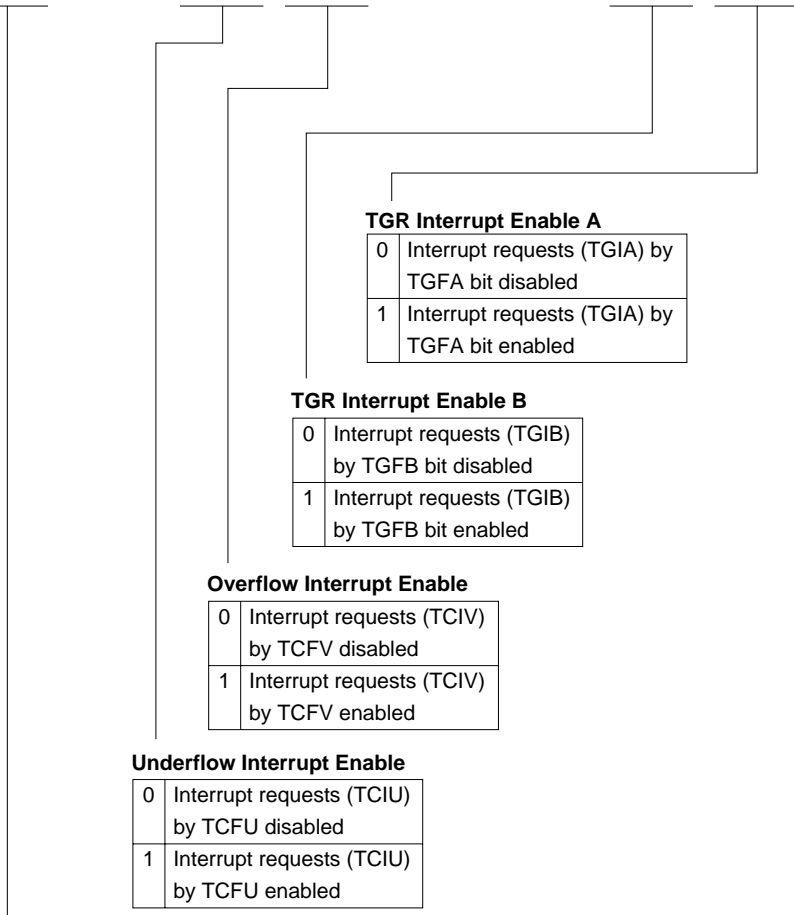 TGR Interrupt Enable A
0 Interrupt requests (TGIA) by
TGFA bit disabled
1 Interrupt requests (TGIA) by
TGFA bit enabled
TGR Interrupt Enable B
0 Interrupt requests (TGIB)
by TGFB bit disabled
1 Interrupt requests (TGIB)
by TGFB bit enabled
Overflow Interrupt Enable
0 Interrupt requests (TCIV)
by TCFV disabled
1 Interrupt requests (TCIV)
by TCFV enabled
Underflow Interrupt Enable
0 Interrupt requests (TCIU)
by TCFU disabled
1 Interrupt requests (TCIU)
by TCFU enabled